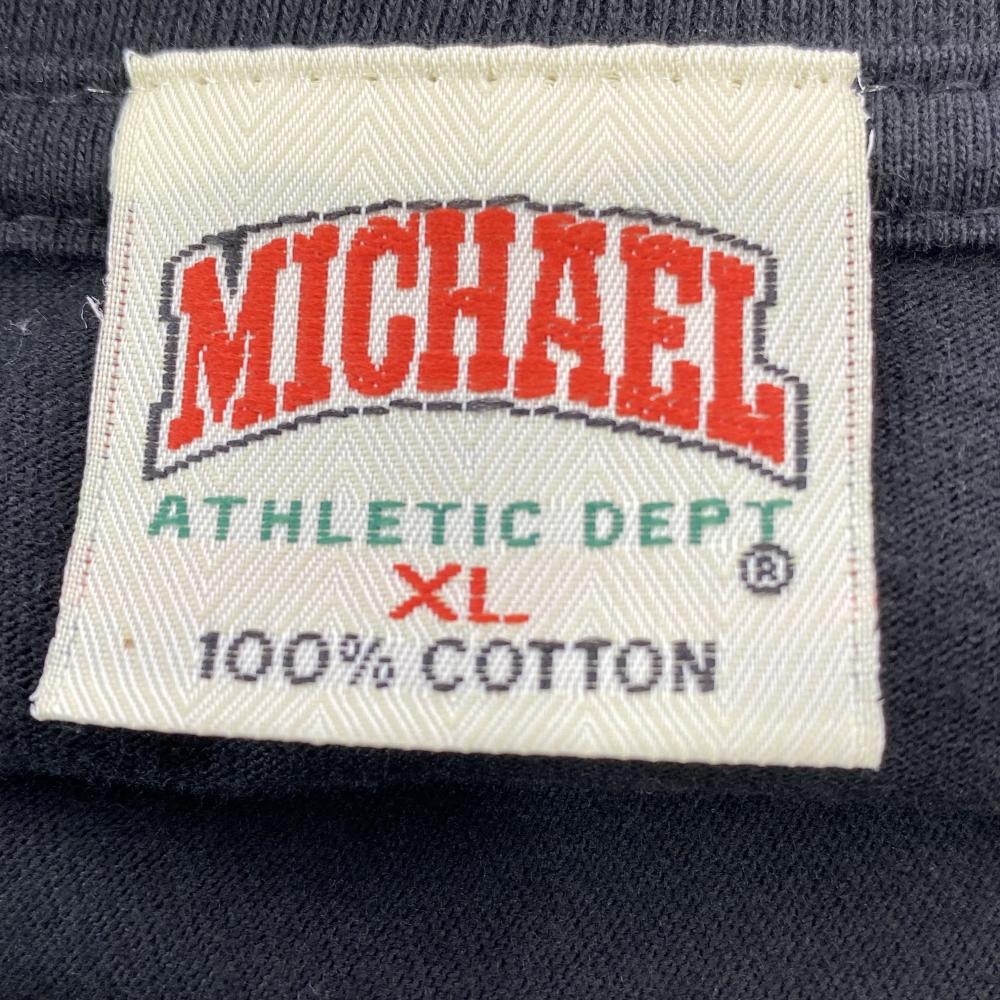 MICHAEL
ATHLETIC DEPT
®
XL
100% COTTON